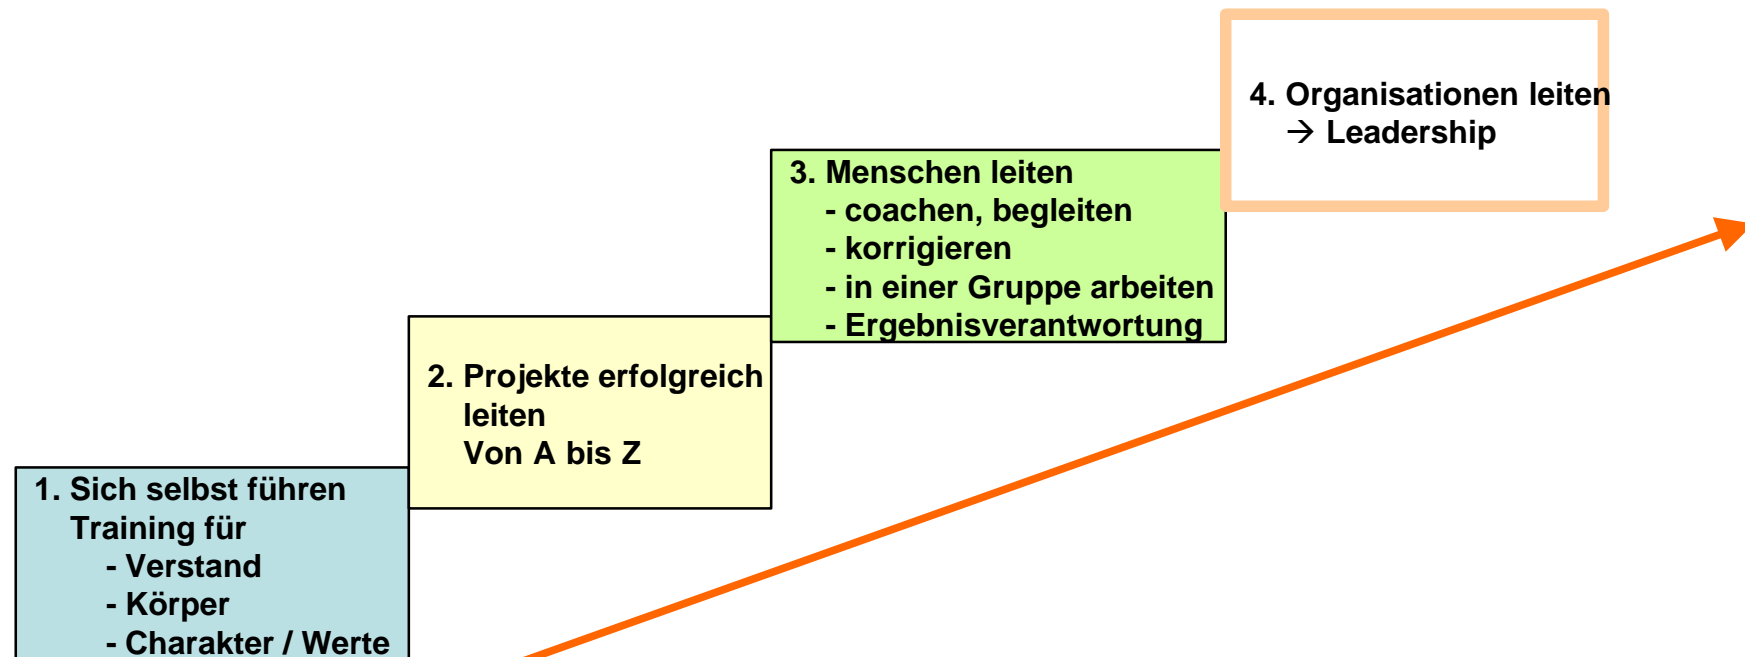 4. Organisationen leiten
→ Leadership
3. Menschen leiten
- coachen, begleiten
- korrigieren
- in einer Gruppe arbeiten
- Ergebnisverantwortung
2. Projekte erfolgreich
leiten
Von A bis Z
1. Sich selbst führen
Training für
- Verstand
- Körper
- Charakter / Werte